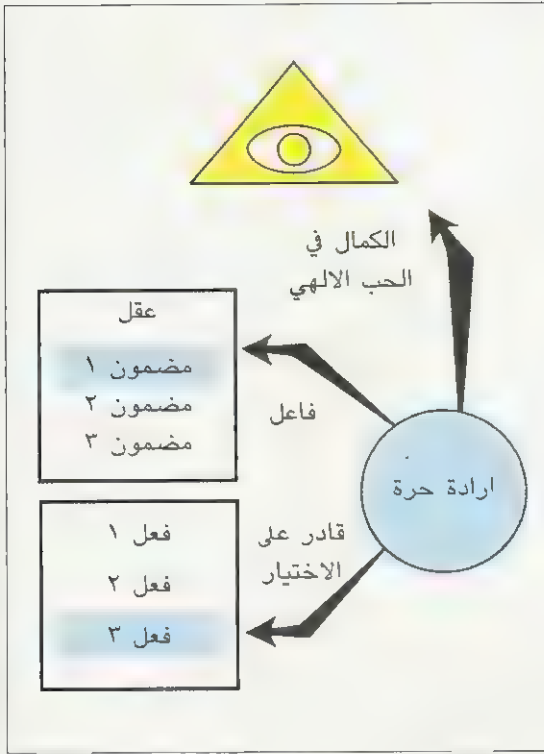 الكمال في
الحب الالهي
عقل
مضمون ١
مضمون ٢
مضمون ٣
فاعل
ارادة حرة
قادر على
الاختيار
فعل ١
فعل ٢
فعل ٣